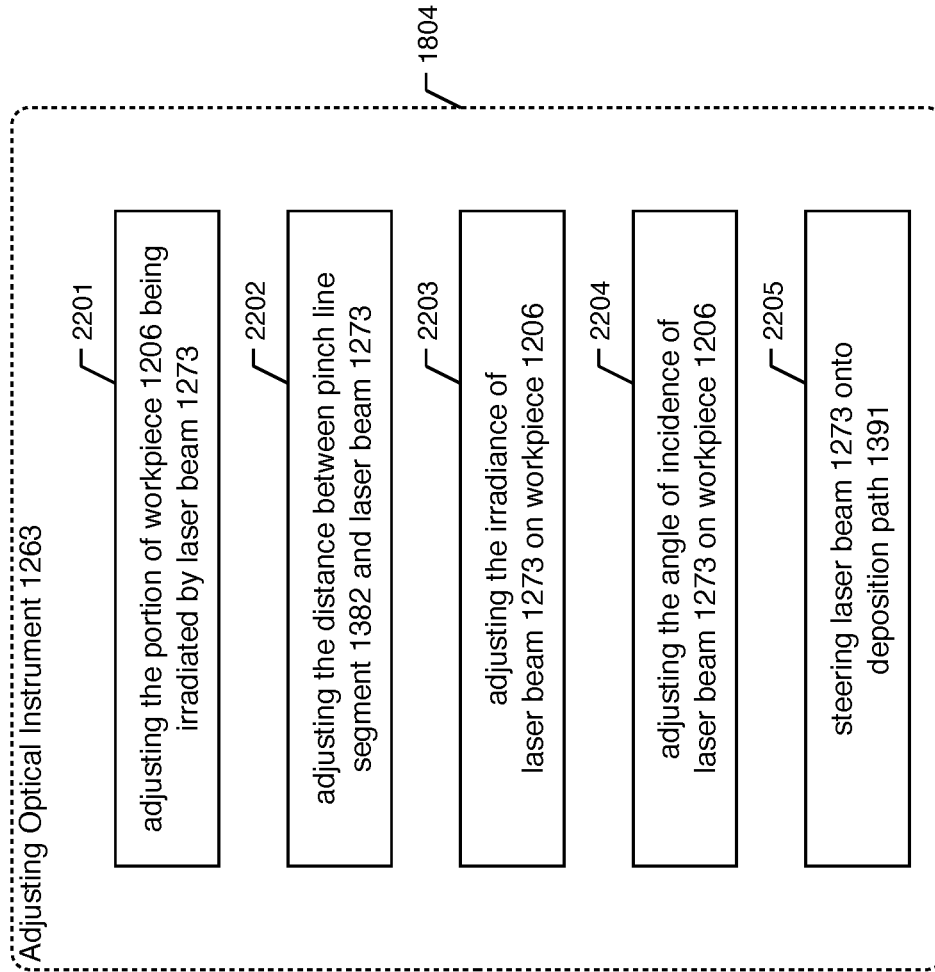 Adjusting Optical Instrument 1263
1804
2201
adjusting the portion of workpiece 1206 being
irradiated by laser beam 1273
2202
adjusting the distance between pinch line
segment 1382 and laser beam 1273
2203
adjusting the irradiance of
laser beam 1273 on workpiece 1206
2204
adjusting the angle of incidence of
laser beam 1273 on workpiece 1206
2205
steering laser beam 1273 onto
deposition path 1391